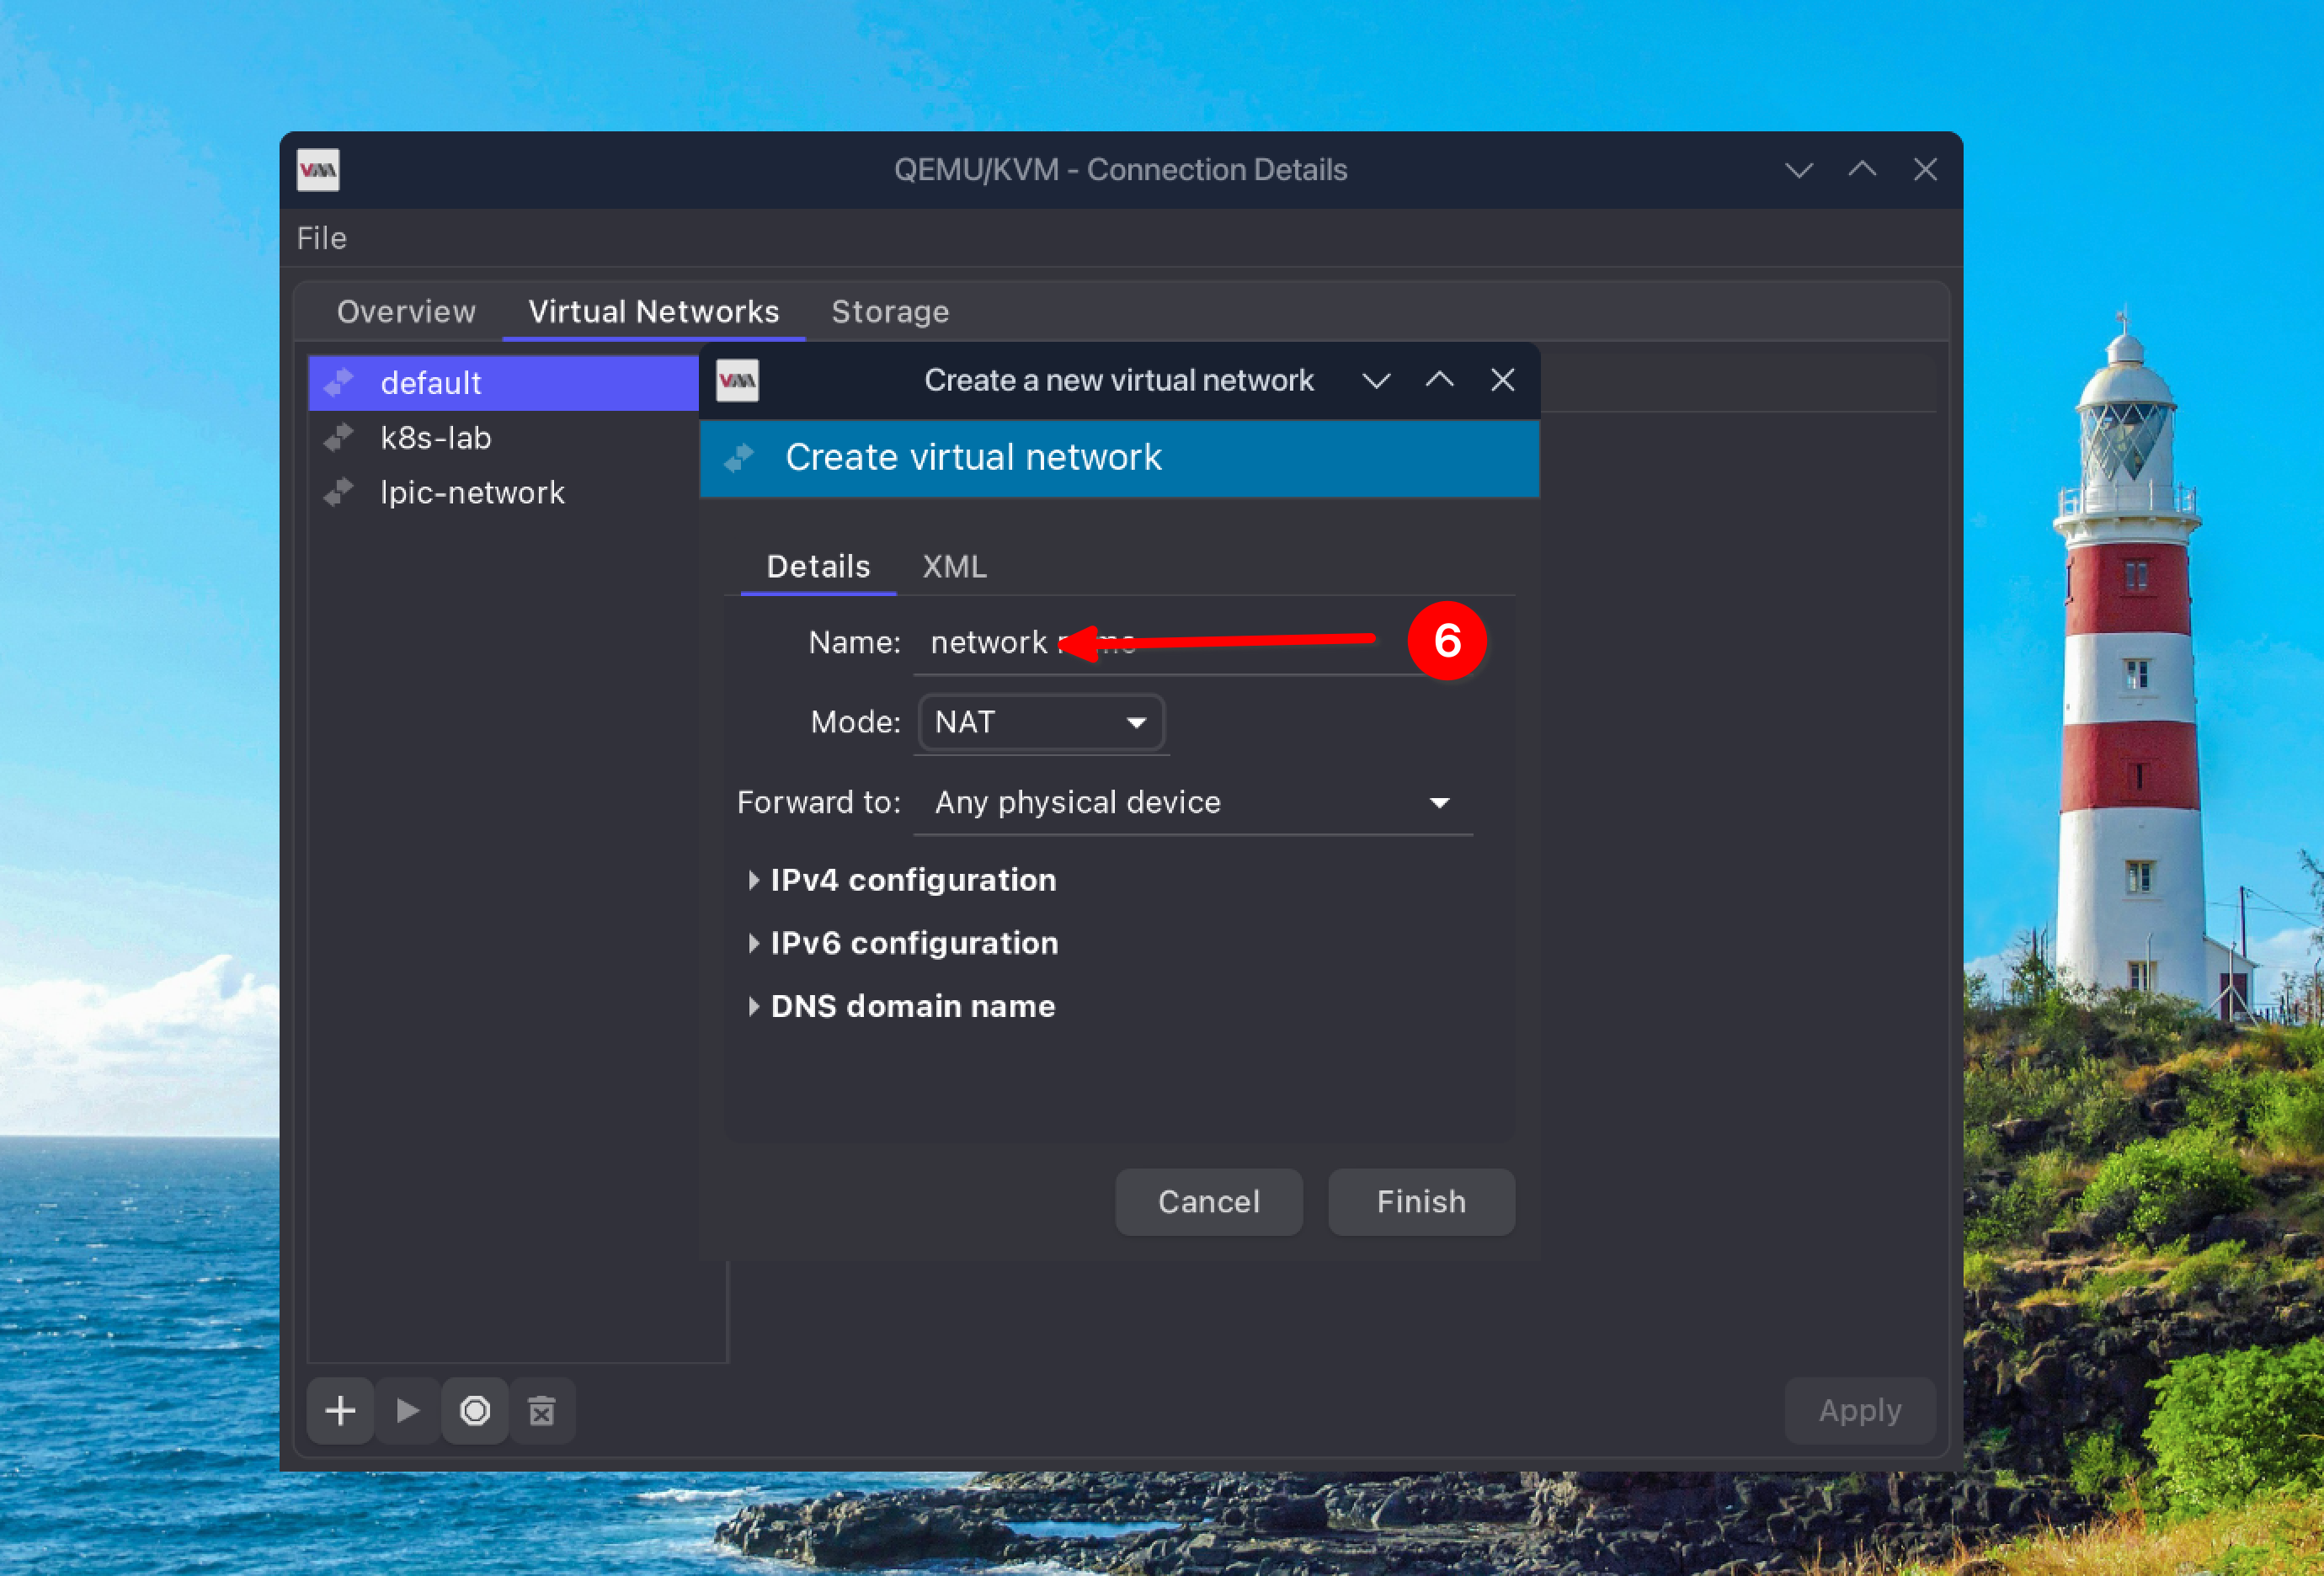 QEMU/KVM - Connection Details
File
Overview Virtual Networks Storage
default
k8s-lab
lpic-network
Create a new virtual network
Create virtual network
Details XML
Name: network
6
Mode: NAT
Forward to: Any physical device
IPv4 configuration
IPv6 configuration
DNS domain name
Cancel Finish
Apply